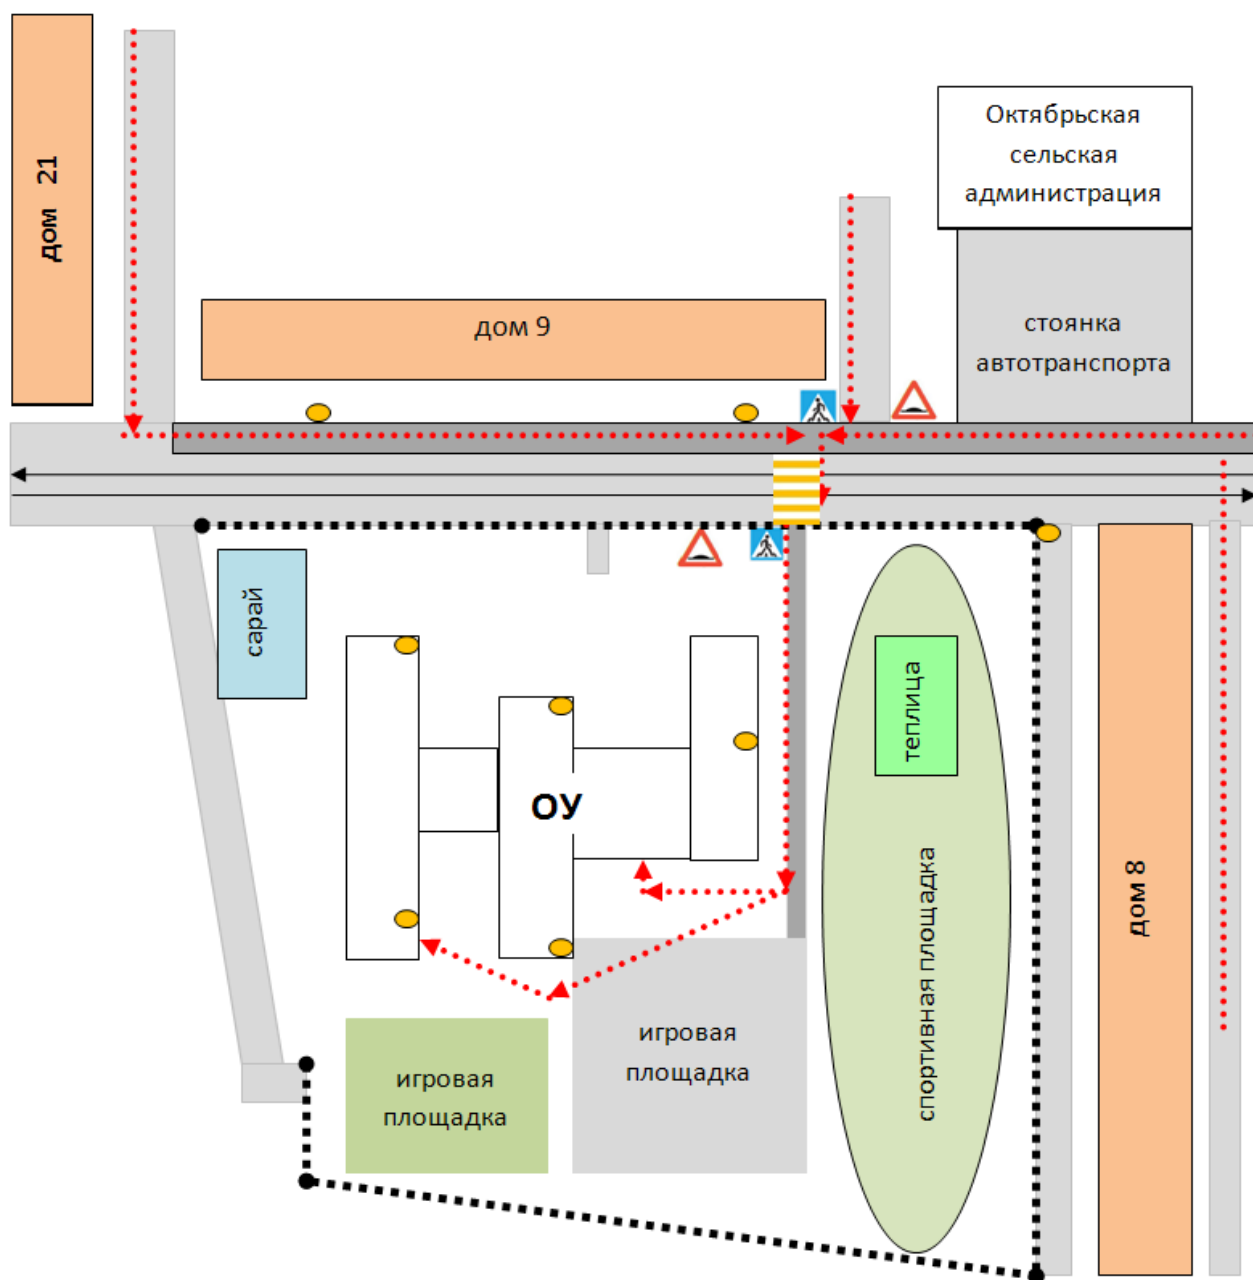 дом 21
Октябрьская
сельская
администрация
дом 9
стоянка
автотранспорта
сарай
теплица
ОУ
спортивная площадка
дом 8
игровая
площадка
игровая
площадка